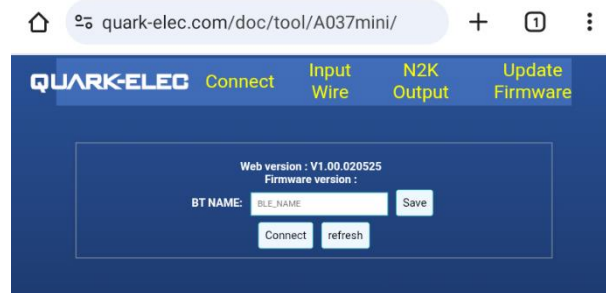 quark-elec.com/doc/tool/A037mini/
1
QUARK-ELEC
Connect
Input
Wire
N2K
Output
Update
Firmware
Web version : V1.00.020525
Firmware version :
BT NAME: BLE_NAME Save
Connect refresh